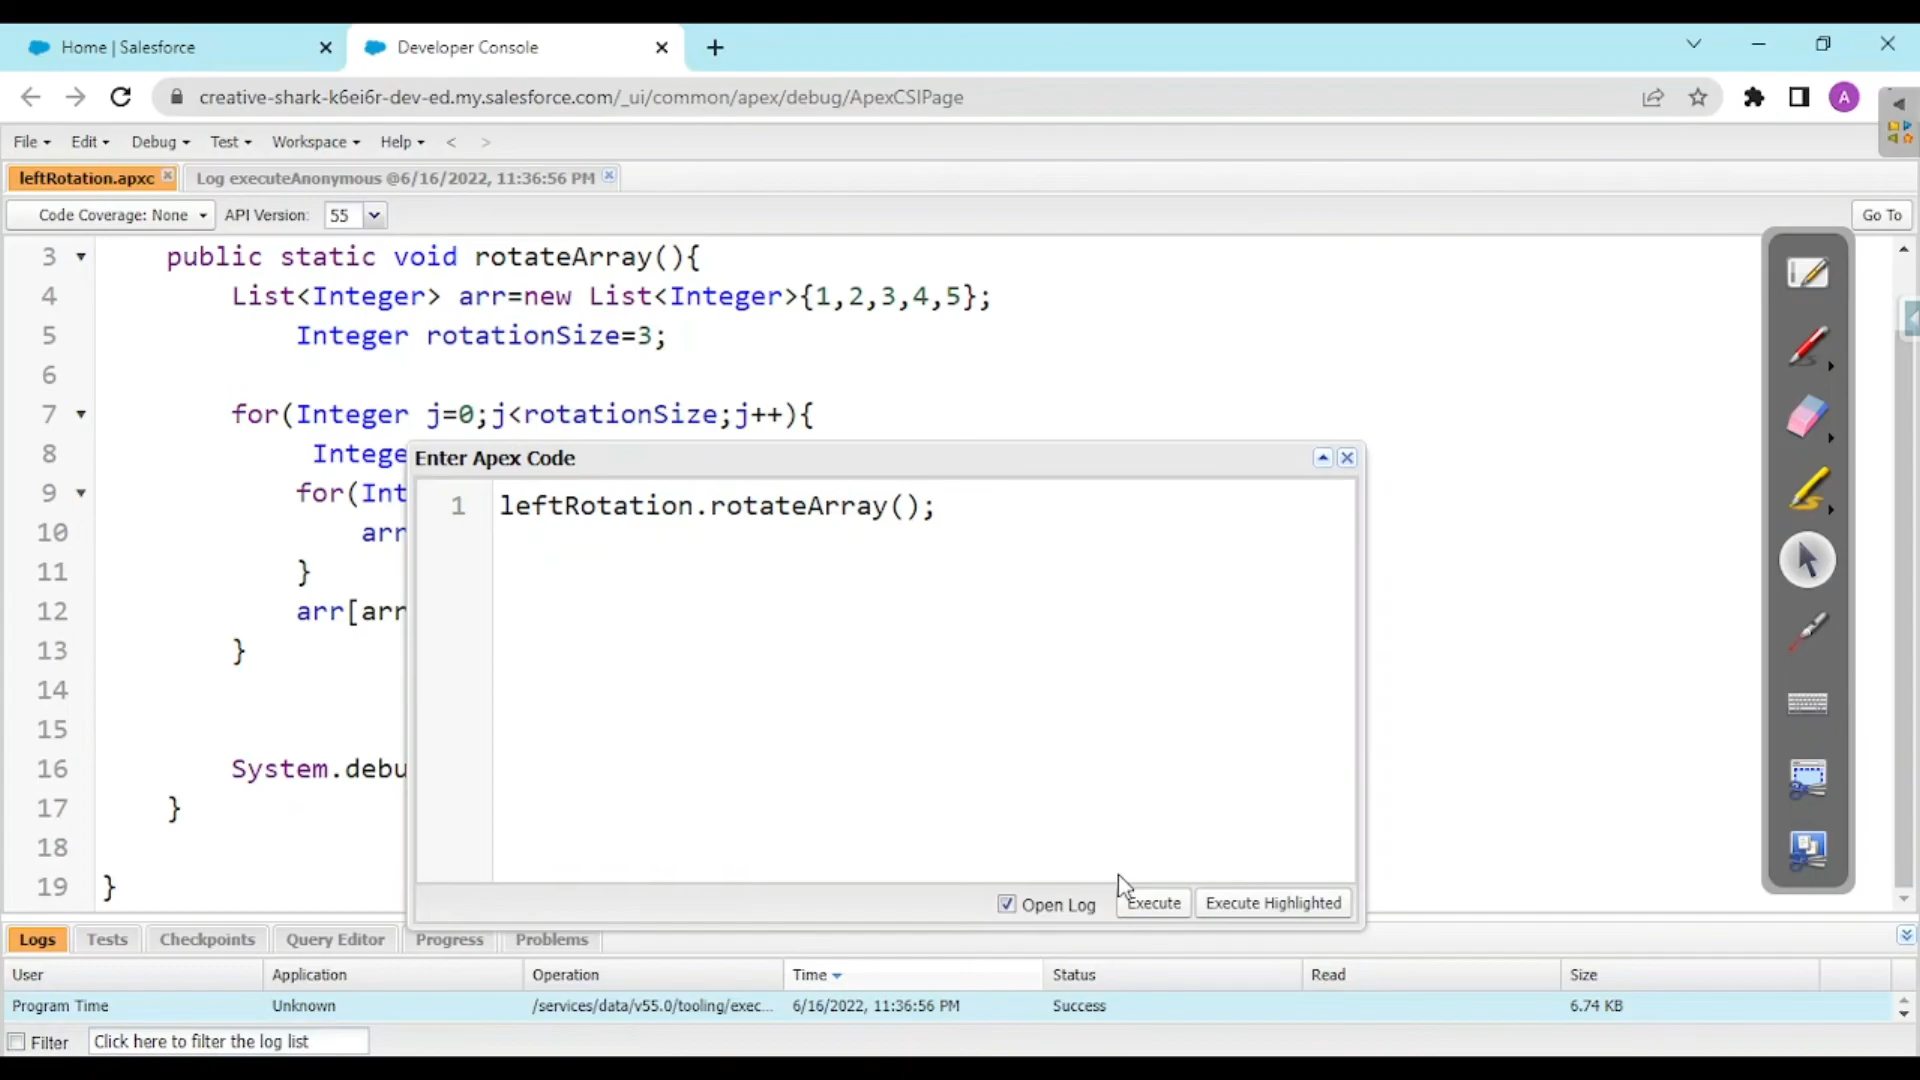 Home | Salesforce
Developer Console
creative-shark-k6ei6r-dev-ed.my.salesforce.com/_ui/common/apex/debug/ApexCSIPage
A
File Edit Debug Test Workspace Help < >
leftRotation.apxc
Log executeAnonymous @6/16/2022, 11:36:56 PM
Code Coverage: None API Version: 55 Go To
3 public static void rotateArray(){
4 List<Integer> arr=new List<Integer>{1,2,3,4,5};
5 Integer rotationSize=3;
6
7 for(Integer j=0;j<rotationSize;j++){
8 Intege
9 for(Int
10 arr
11 }
12 arr[arr
13 }
14
15
16 System.debu
17 }
18
19 }
Enter Apex Code
1 leftRotation.rotateArray();
Open Log Execute Execute Highlighted
Logs Tests Checkpoints Query Editor Progress Problems
User Application Operation Time Status Read Size
Program Time Unknown /services/data/v55.0/tooling/exec... 6/16/2022, 11:36:56 PM Success 6.74 KB
Filter Click here to filter the log list